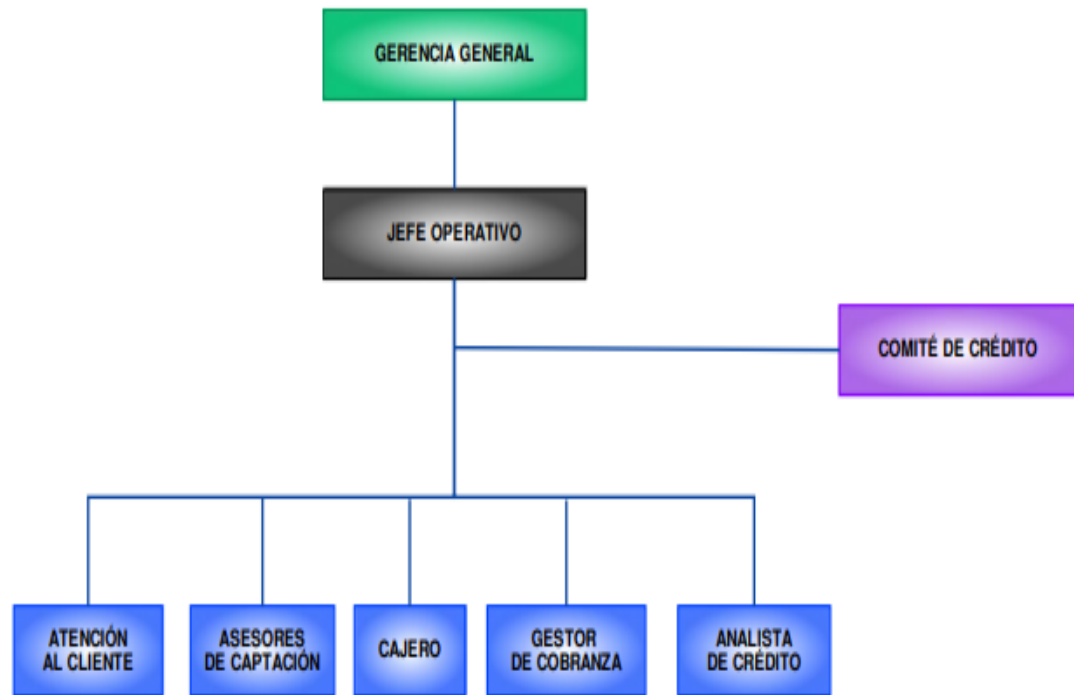 GERENCIA GENERAL
JEFE OPERATIVO
COMITÉ DE CRÉDITO
ATENCIÓN
AL CLIENTE
ASESORES
DE CAPTACIÓN
CAJERO
GESTOR
DE COBRANZA
ANALISTA
DE CRÉDITO